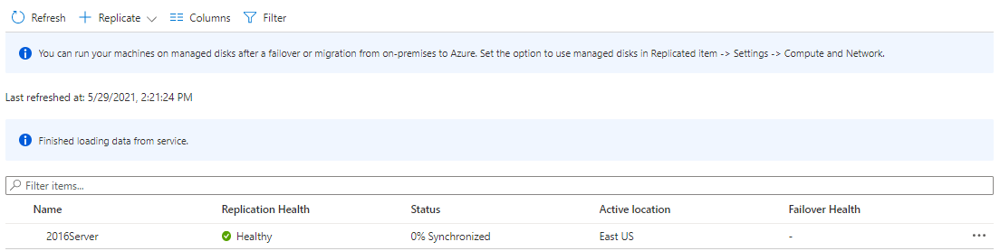 Refresh Replicate Columns Filter
You can run your machines on managed disks after a failover or migration from on-premises to Azure. Set the option to use managed disks in Replicated item -> Settings -> Compute and Network.
Last refreshed at: 5/29/2021, 2:21:24 PM
Finished loading data from service.
Filter items...
Name Replication Health Status Active location Failover Health
2016Server Healthy 0% Synchronized East US -